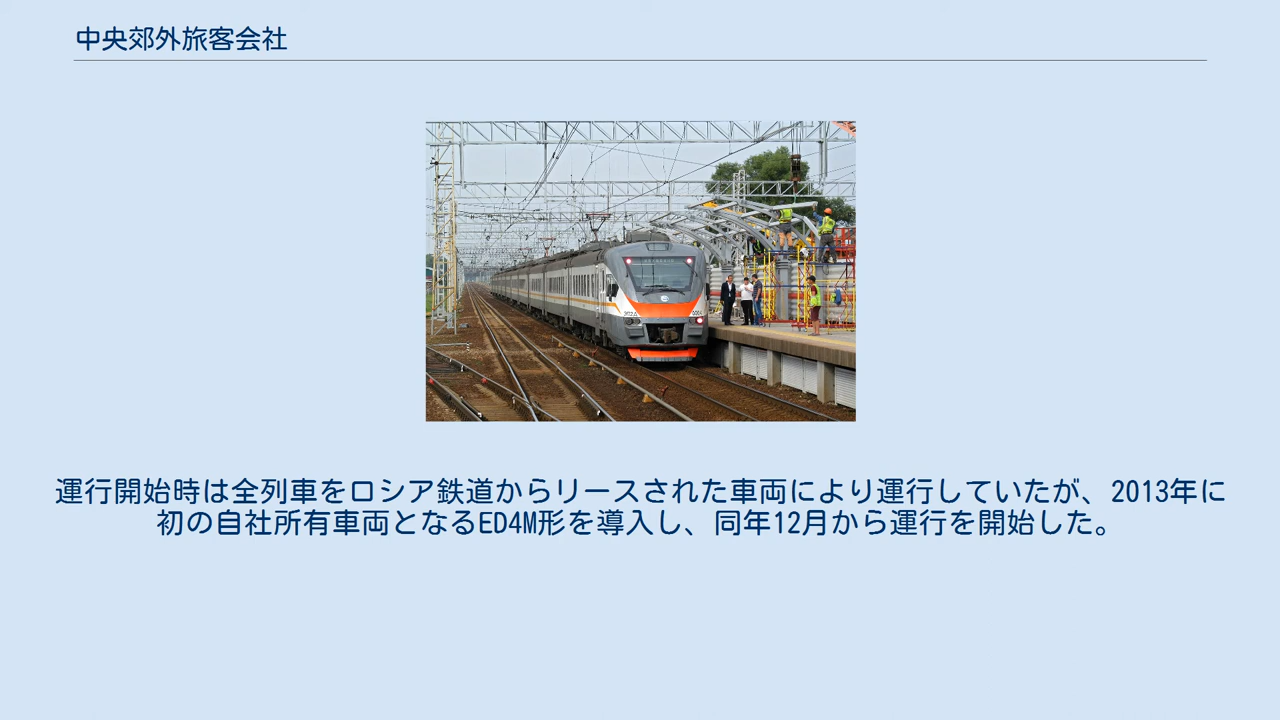 中央郊外旅客会社
運行開始時は全列車をロシア鉄道からリースされた車両により運行していたが、2013年に
初の自社所有車両となるED4M形を導入し、同年12月から運行を開始した。